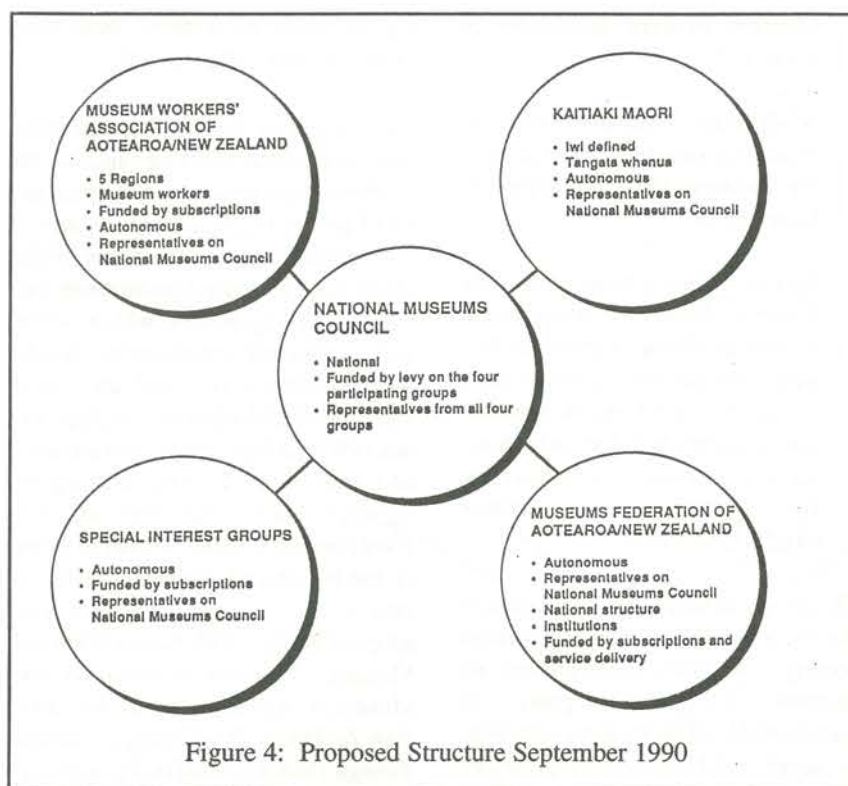 MUSEUM WORKERS'
ASSOCIATION OF
AOTEAROA/NEW ZEALAND
• 5 Regions
• Museum workers
• Funded by subscriptions
• Autonomous
• Representatives on
National Museums Council
KAITIAKI MAORI
• Iwi defined
• Tangata whenua
• Autonomous
• Representatives on
National Museums Council
NATIONAL MUSEUMS
COUNCIL
• National
• Funded by levy on the four
participating groups
• Representatives from all four
groups
SPECIAL INTEREST GROUPS
• Autonomous
• Funded by subscriptions
• Representatives on
National Museums Council
MUSEUMS FEDERATION OF
AOTEAROA/NEW ZEALAND
• Autonomous
• Representatives on
National Museums Council
• National structure
• Institutions
• Funded by subscriptions and
service delivery
Figure 4: Proposed Structure September 1990